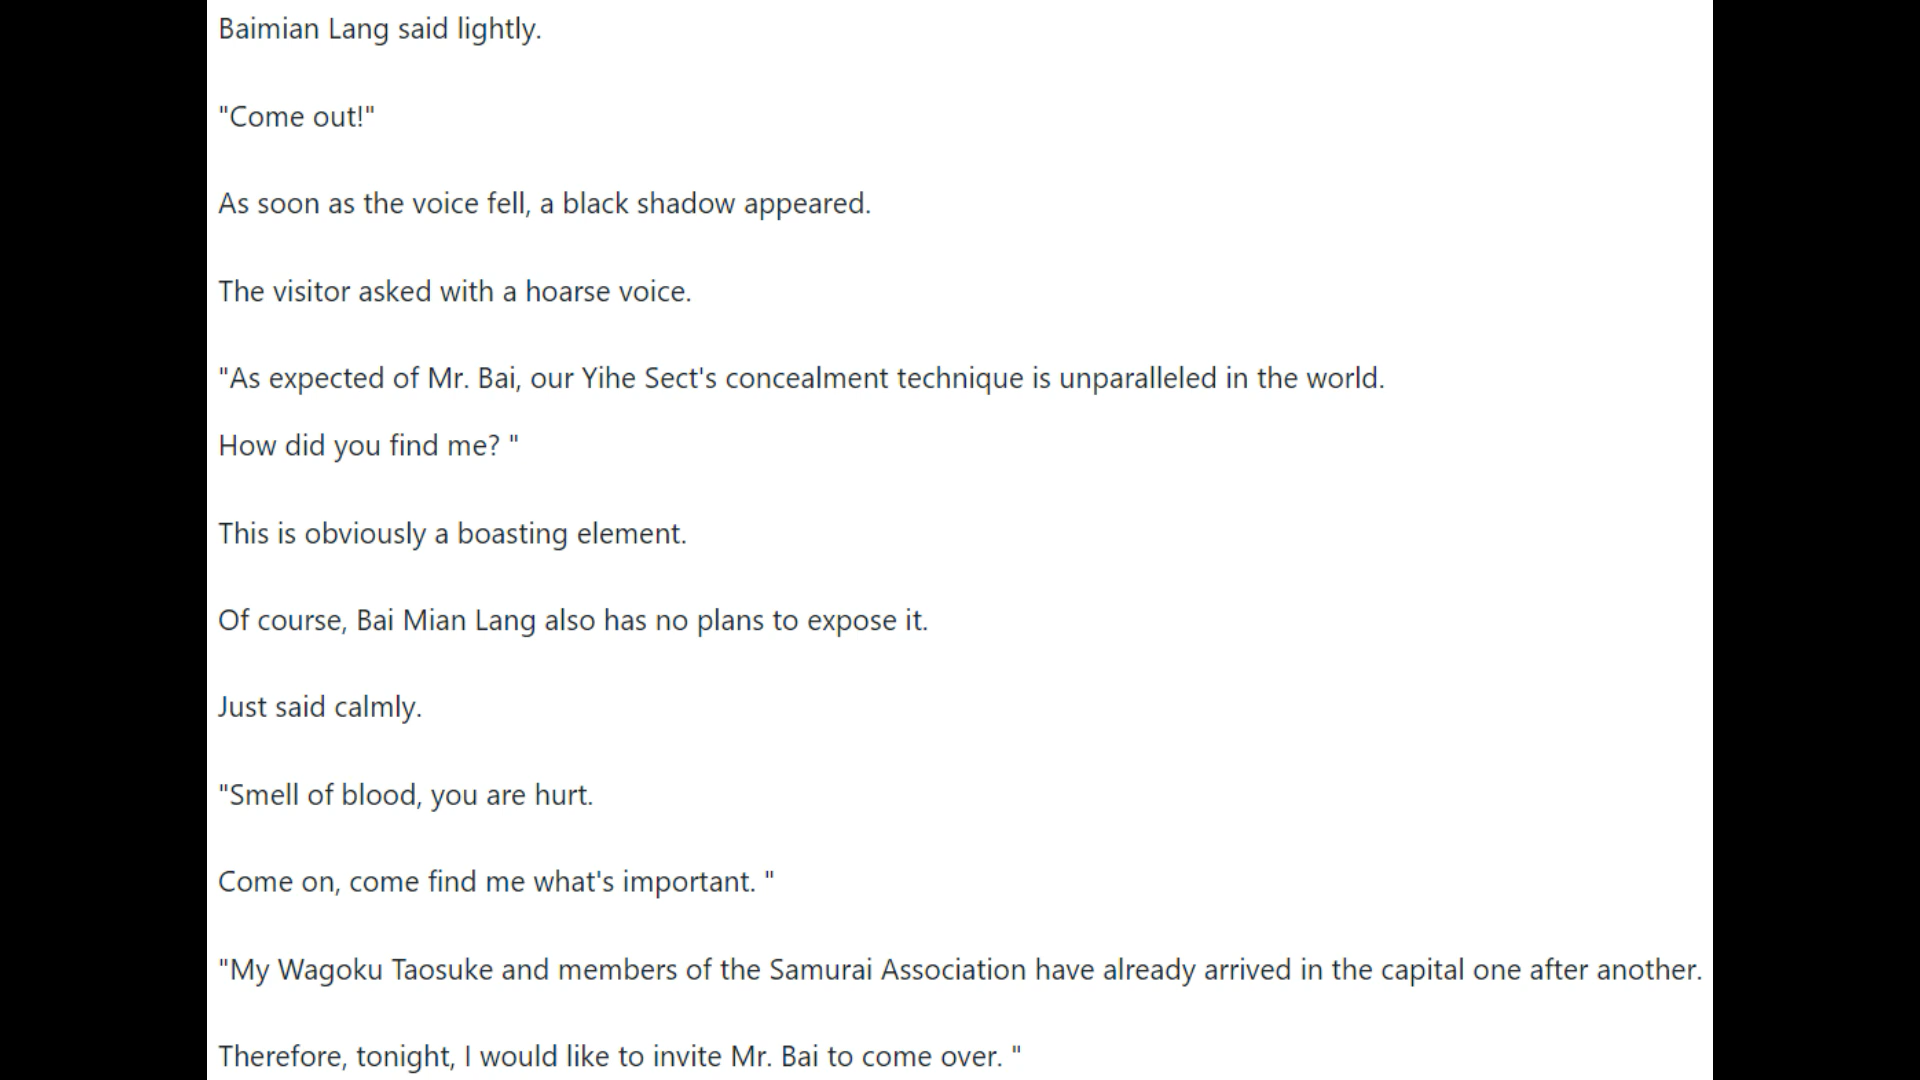 Baimian Lang said lightly.
"Come out!"
As soon as the voice fell, a black shadow appeared.
The visitor asked with a hoarse voice.
"As expected of Mr. Bai, our Yihe Sect's concealment technique is unparalleled in the world.
How did you find me? "
This is obviously a boasting element.
Of course, Bai Mian Lang also has no plans to expose it.
Just said calmly.
"Smell of blood, you are hurt.
Come on, come find me what's important. "
"My Wagoku Taosuke and members of the Samurai Association have already arrived in the capital one after another.
Therefore, tonight, I would like to invite Mr. Bai to come over. "